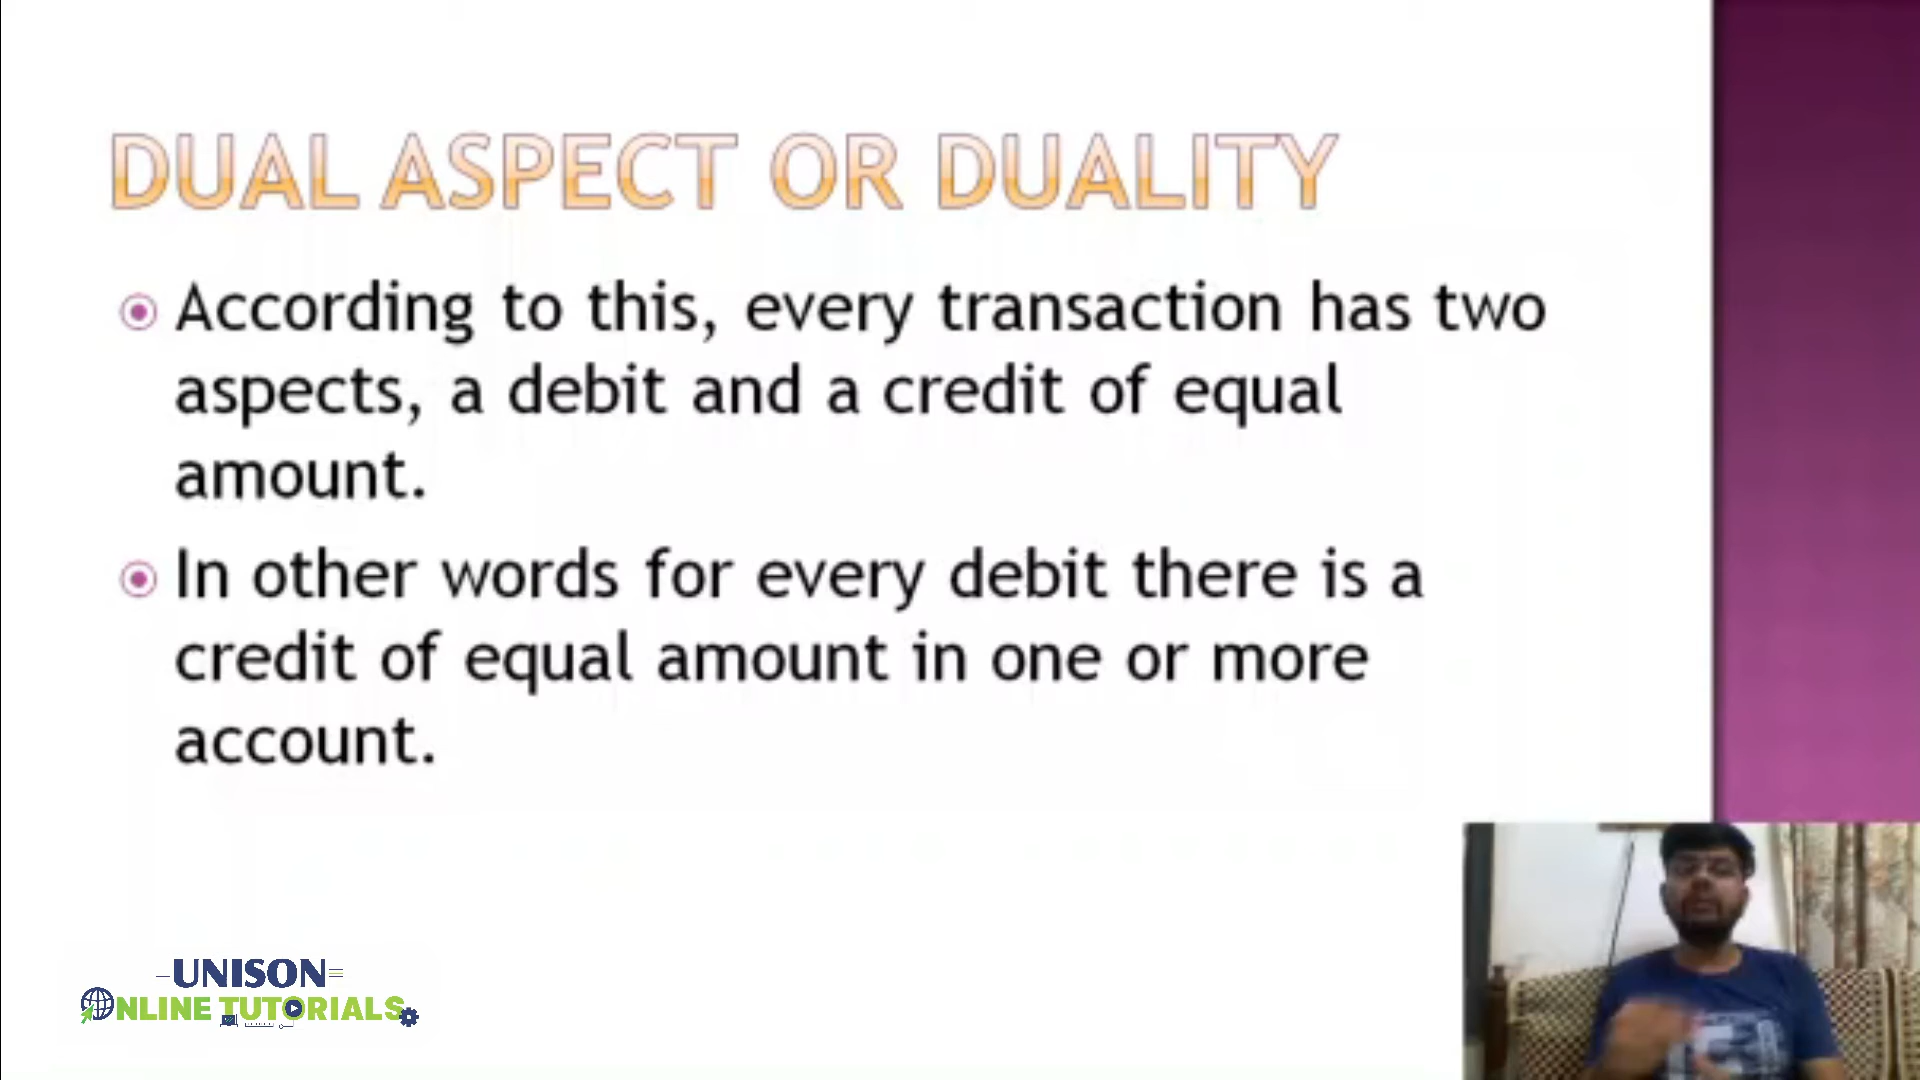 DUAL ASPECT OR DUALITY
According to this, every transaction has two
aspects, a debit and a credit of equal
amount.
In other words for every debit there is a
credit of equal amount in one or more
account.
UNISON
ONLINE TUTORIALS